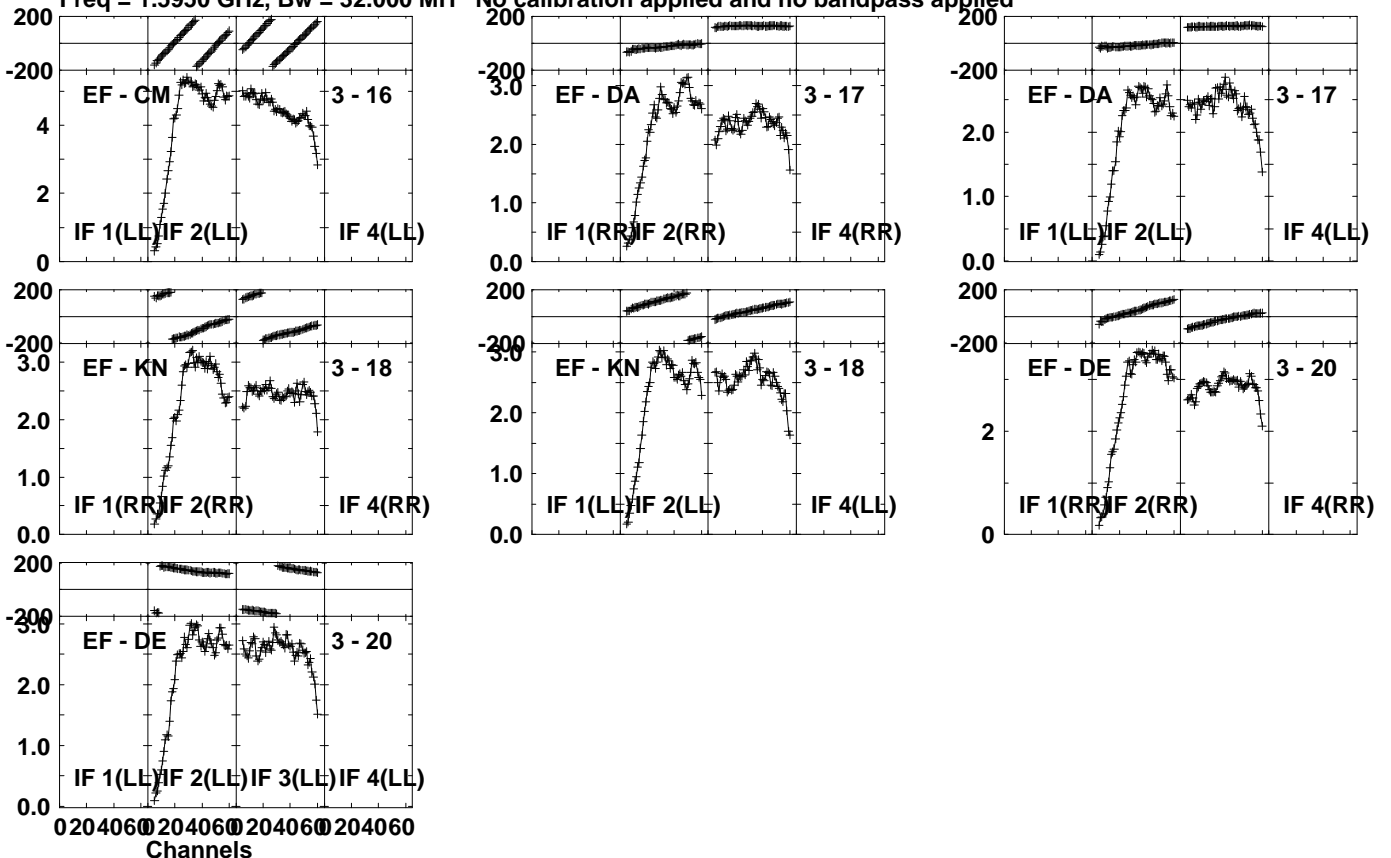 Freq = 1.5950 GHz, Bw = 32.000 MH No calibration applied and no bandpass applied
200
-200
EF - CM 3 - 16
4
2
0
IF 1(LL) IF 2(LL) IF 4(LL)
200
-200
3.0
EF - DA 3 - 17
2.0
1.0
0.0
IF 1(RR) IF 2(RR) IF 4(RR)
200
-200
EF - DA 3 - 17
2.0
1.0
0.0
IF 1(LL) IF 2(LL) IF 4(LL)
200
-200
3.0
EF - KN 3 - 18
2.0
1.0
0.0
IF 1(RR) IF 2(RR) IF 4(RR)
200
-200
3.0
EF - KN 3 - 18
2.0
1.0
0.0
IF 1(LL) IF 2(LL) IF 4(LL)
200
-200
EF - DE 3 - 20
2
0
IF 1(RR) IF 2(RR) IF 4(RR)
200
-200
3.0
EF - DE 3 - 20
2.0
1.0
0.0
IF 1(LL) IF 2(LL) IF 3(LL) IF 4(LL)
0 20 40 60 0 20 40 60 0 20 40 60 0 20 40 60
Channels